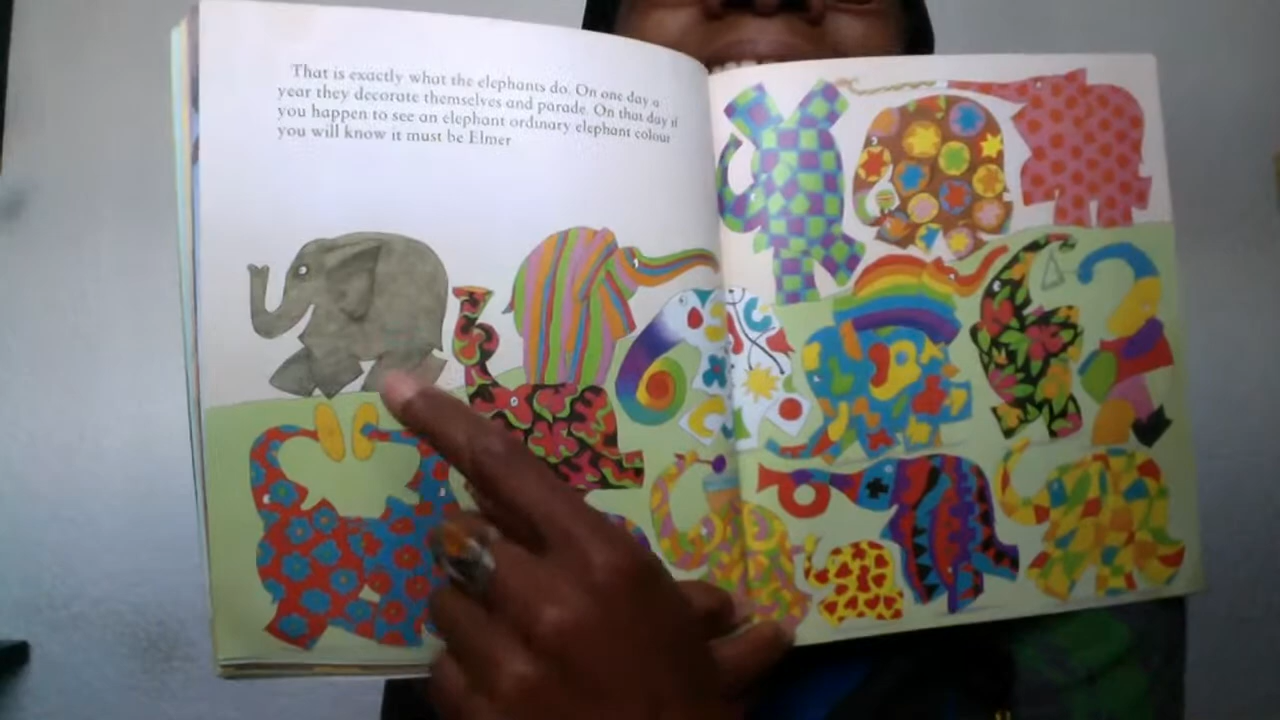 That is exactly what the elephants do. On one day a
year they decorate themselves and parade. On that day if
you happen to see an elephant ordinary elephant colour
you will know it must be Elmer